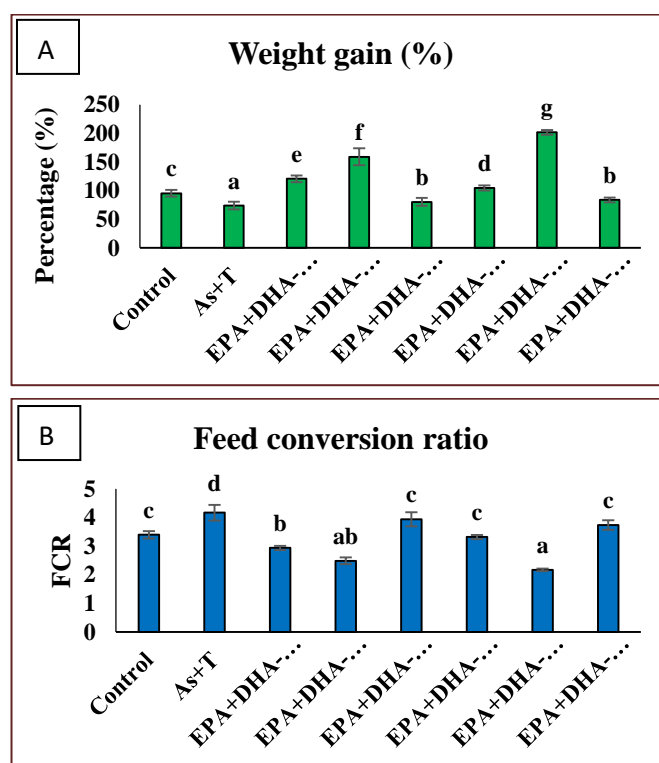 A
Weight gain (%)
Percentage (%)
250
200
150
100
50
0
c
a
e
f
b
d
g
b
Control
As+T
EPA+DHA-...
EPA+DHA-...
EPA+DHA-...
EPA+DHA-...
EPA+DHA-...
EPA+DHA-...
B
Feed conversion ratio
FCR
5
4
3
2
1
0
c
d
b
ab
c
c
a
c
Control
As+T
EPA+DHA-...
EPA+DHA-...
EPA+DHA-...
EPA+DHA-...
EPA+DHA-...
EPA+DHA-...